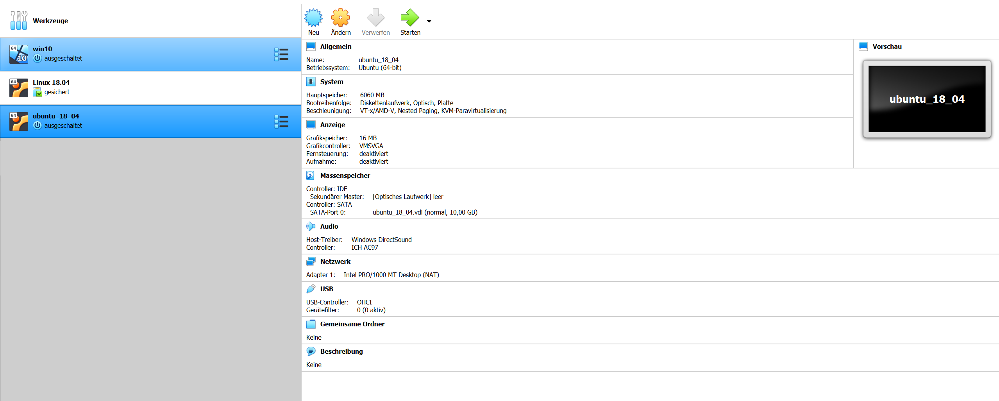 Werkzeuge
64
10
win10
ausgeschaltet
64
Linux 18.04
gesichert
64
ubuntu_18_04
ausgeschaltet
Neu
Ändern
Verwerfen
Starten
Allgemein
Name: ubuntu_18_04
Betriebssystem: Ubuntu (64-bit)
System
Hauptspeicher: 6060 MB
Bootreihenfolge: Diskettenlaufwerk, Optisch, Platte
Beschleunigung: VT-x/AMD-V, Nested Paging, KVM-Paravirtualisierung
Anzeige
Grafikspeicher: 16 MB
Grafikcontroller: VMSVGA
Fernsteuerung: deaktiviert
Aufnahme: deaktiviert
Massenspeicher
Controller: IDE
Sekundärer Master: [Optisches Laufwerk] leer
Controller: SATA
SATA-Port 0: ubuntu_18_04.vdi (normal, 10,00 GB)
Audio
Host-Treiber: Windows DirectSound
Controller: ICH AC97
Netzwerk
Adapter 1: Intel PRO/1000 MT Desktop (NAT)
USB
USB-Controller: OHCI
Gerätefilter: 0 (0 aktiv)
Gemeinsame Ordner
Keine
Beschreibung
Keine
Vorschau
ubuntu_18_04